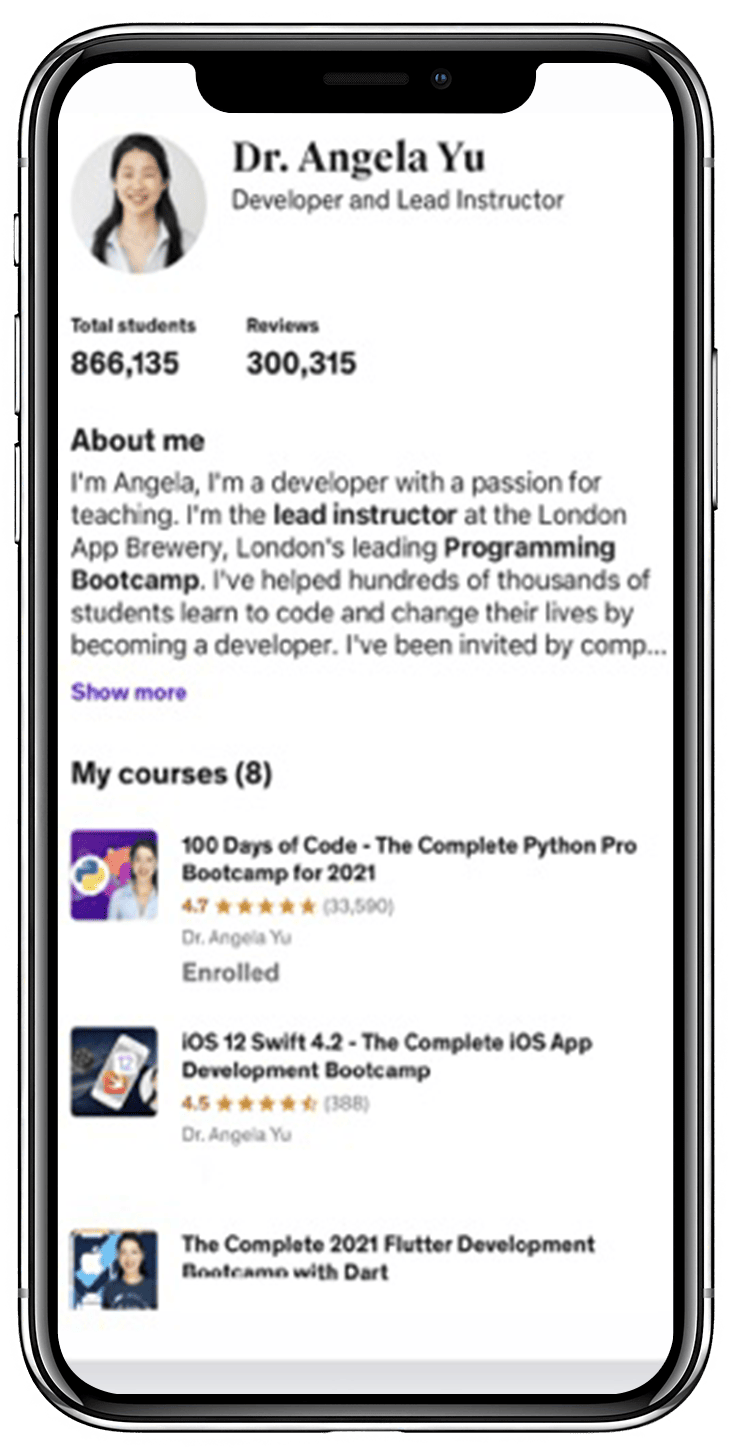 Dr. Angela Yu
Developer and Lead Instructor
Total students Reviews
866,135 300,315
About me
I'm Angela, I'm a developer with a passion for
teaching. I'm the lead instructor at the London
App Brewery, London's leading Programming
Bootcamp. I've helped hundreds of thousands of
students learn to code and change their lives by
becoming a developer. I've been invited by comp...
Show more
My courses (8)
100 Days of Code - The Complete Python Pro
Bootcamp for 2021
4.7 ★★★★★ (33,590)
Dr. Angela Yu
Enrolled
iOS 12 Swift 4.2 - The Complete iOS App
Development Bootcamp
12
4.5 ★★★★⯨ (388)
Dr. Angela Yu
The Complete 2021 Flutter Development
Bootcamp with Dart